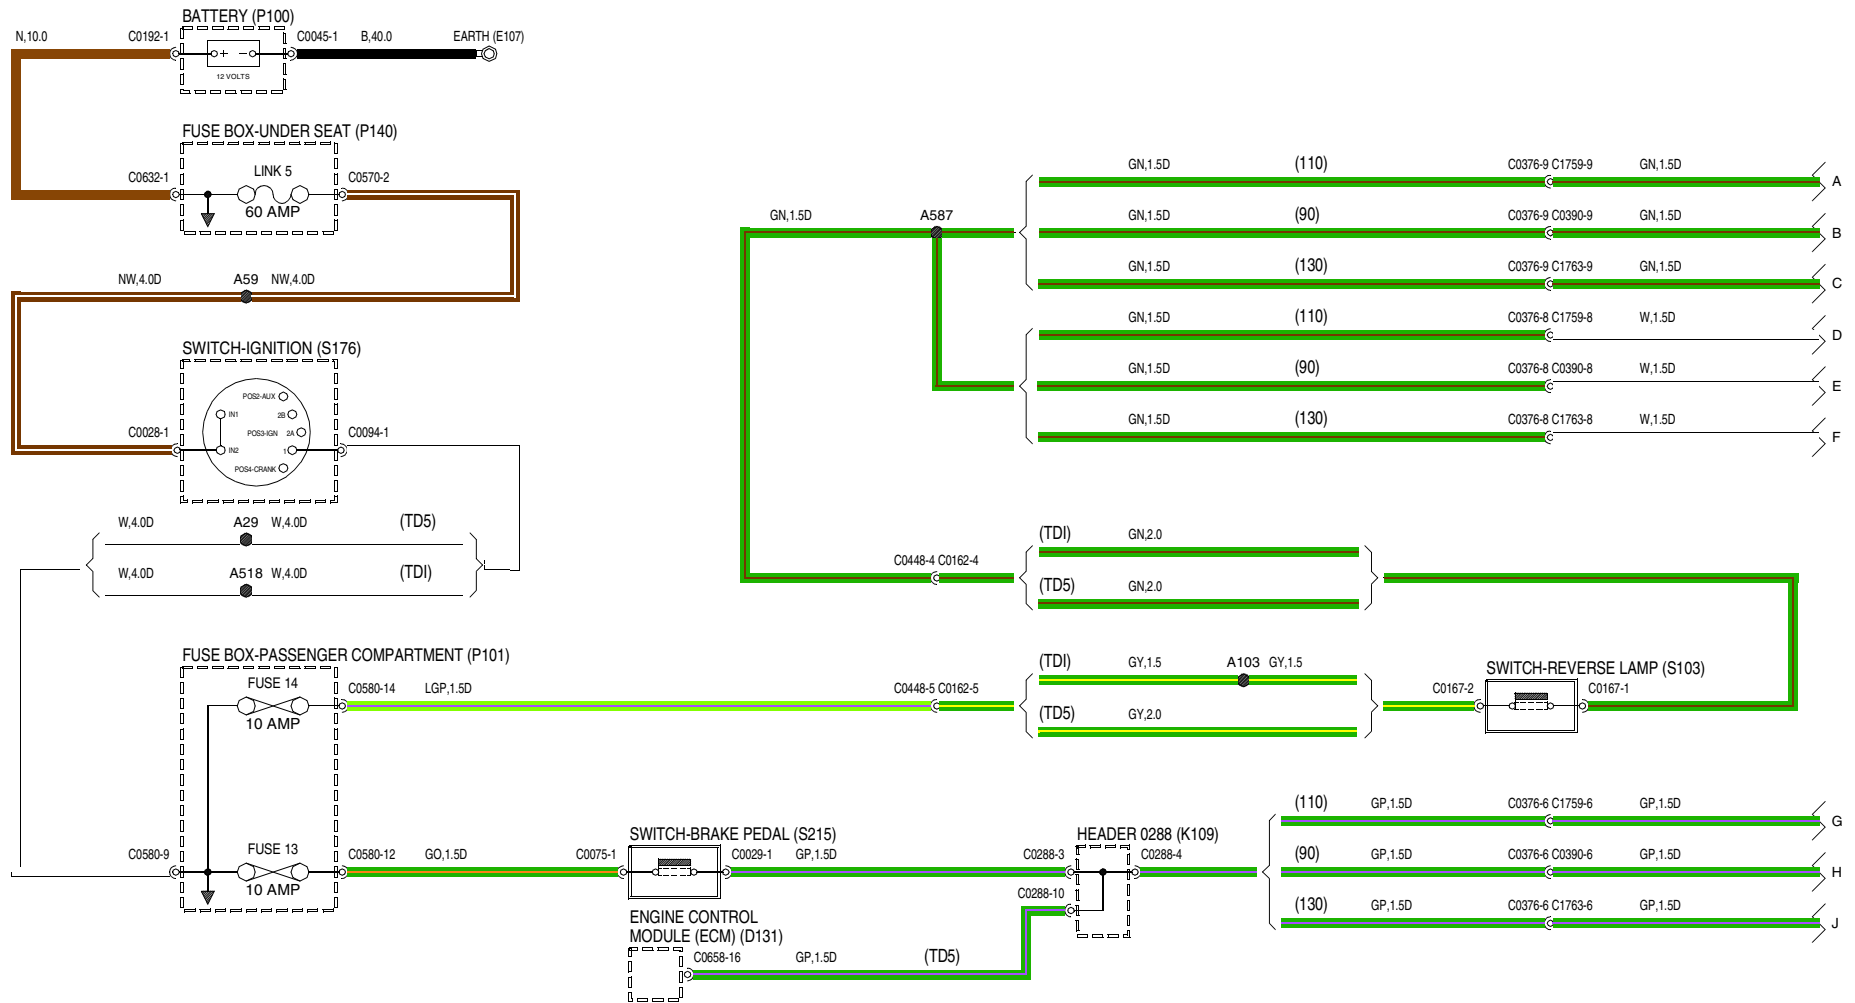 BATTERY (P100)
N,10.0 C0192-1 C0045-1 B,40.0 EARTH (E107)
+ −
12 VOLTS
FUSE BOX-UNDER SEAT (P140)
C0632-1 LINK 5 C0570-2
60 AMP
NW,4.0D A59 NW,4.0D
SWITCH-IGNITION (S176)
POS2-AUX
IN1 2B
POS3-IGN 2A
C0028-1 IN2 1 C0094-1
POS4-CRANK
W,4.0D A29 W,4.0D (TD5)
W,4.0D A518 W,4.0D (TDI)
FUSE BOX-PASSENGER COMPARTMENT (P101)
FUSE 14
10 AMP
C0580-14 LGP,1.5D
C0580-9 FUSE 13 C0580-12 GO,1.5D C0075-1
10 AMP
SWITCH-BRAKE PEDAL (S215)
C0029-1 GP,1.5D C0288-3
HEADER 0288 (K109)
C0288-4
C0288-10
ENGINE CONTROL
MODULE (ECM) (D131)
C0658-16 GP,1.5D (TD5)
GN,1.5D A587
GN,1.5D (110) C0376-9 C1759-9 GN,1.5D A
GN,1.5D (90) C0376-9 C0390-9 GN,1.5D B
GN,1.5D (130) C0376-9 C1763-9 GN,1.5D C
GN,1.5D (110) C0376-8 C1759-8 W,1.5D D
GN,1.5D (90) C0376-8 C0390-8 W,1.5D E
GN,1.5D (130) C0376-8 C1763-8 W,1.5D F
C0448-4 C0162-4
(TDI) GN,2.0
(TD5) GN,2.0
C0448-5 C0162-5
(TDI) GY,1.5 A103 GY,1.5
(TD5) GY,2.0
SWITCH-REVERSE LAMP (S103)
C0167-2 C0167-1
(110) GP,1.5D C0376-6 C1759-6 GP,1.5D G
(90) GP,1.5D C0376-6 C0390-6 GP,1.5D H
(130) GP,1.5D C0376-6 C1763-6 GP,1.5D J